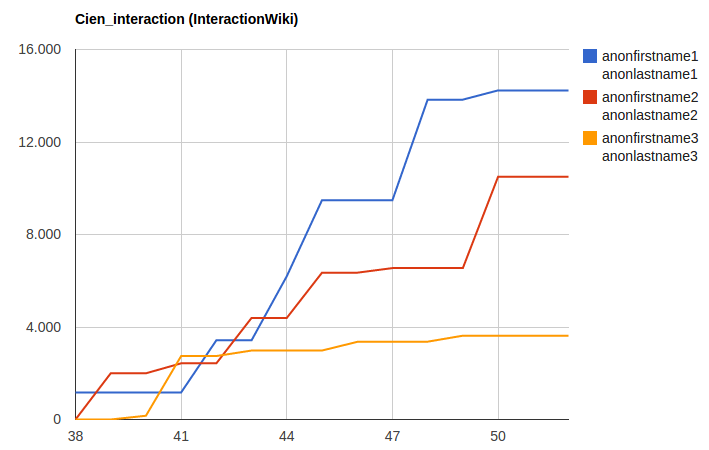 Cien_interaction (InteractionWiki)
16.000
12.000
8.000
4.000
0
38
41
44
47
50
anonfirstname1
anonlastname1
anonfirstname2
anonlastname2
anonfirstname3
anonlastname3